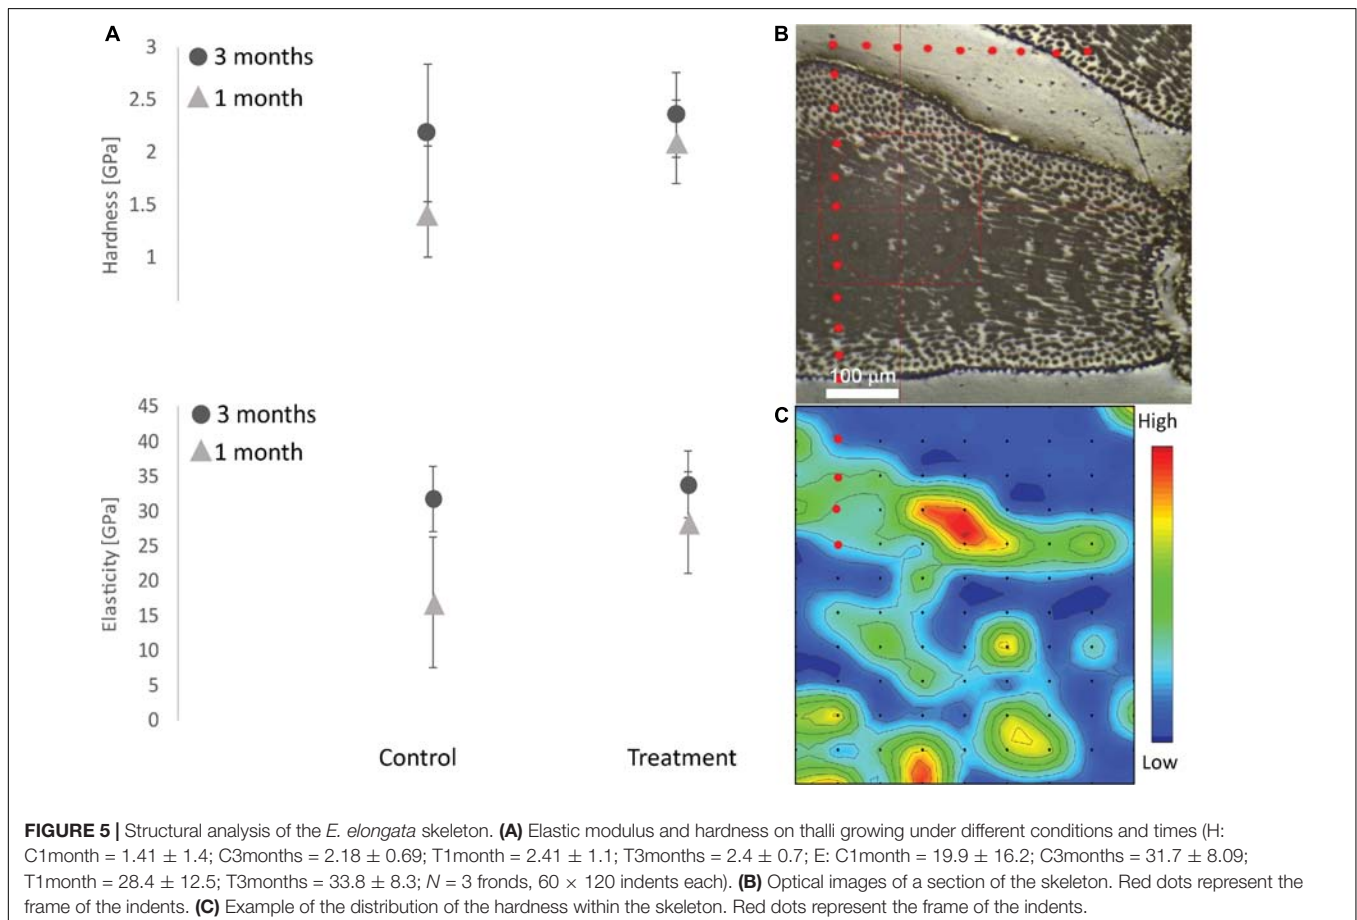 A
3 months
1 month
3
2.5
2
1.5
1
Hardness [GPa]
3 months
1 month
45
40
35
30
25
20
15
10
5
0
Elasticity [GPa]
Control
Treatment
B
100 µm
C
High
Low
FIGURE 5 | Structural analysis of the E. elongata skeleton. (A) Elastic modulus and hardness on thalli growing under different conditions and times (H:
C1month = 1.41 ± 1.4; C3months = 2.18 ± 0.69; T1month = 2.41 ± 1.1; T3months = 2.4 ± 0.7; E: C1month = 19.9 ± 16.2; C3months = 31.7 ± 8.09;
T1month = 28.4 ± 12.5; T3months = 33.8 ± 8.3; N = 3 fronds, 60 × 120 indents each). (B) Optical images of a section of the skeleton. Red dots represent the
frame of the indents. (C) Example of the distribution of the hardness within the skeleton. Red dots represent the frame of the indents.